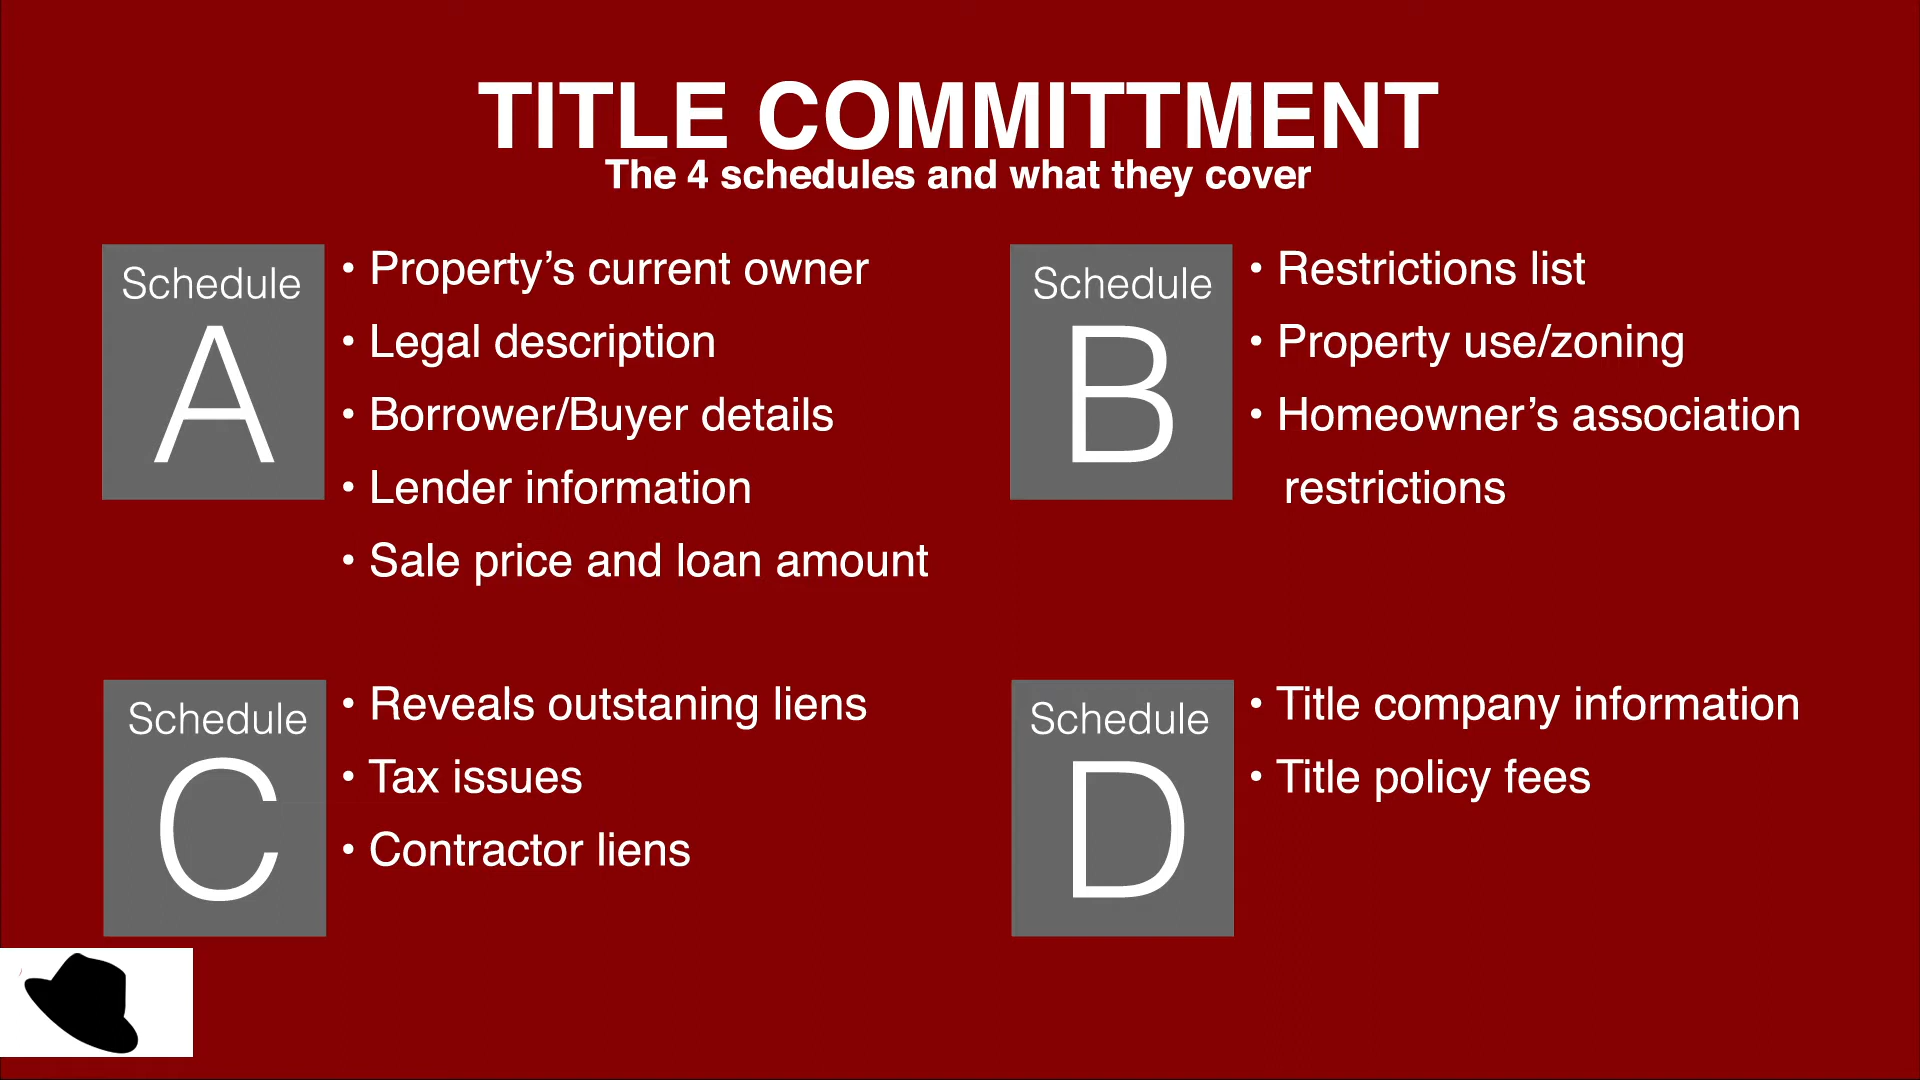 TITLE COMMITTMENT
The 4 schedules and what they cover
Schedule
A
• Property’s current owner
• Legal description
• Borrower/Buyer details
• Lender information
• Sale price and loan amount
Schedule
B
• Restrictions list
• Property use/zoning
• Homeowner’s association
restrictions
Schedule
C
• Reveals outstaning liens
• Tax issues
• Contractor liens
Schedule
D
• Title company information
• Title policy fees